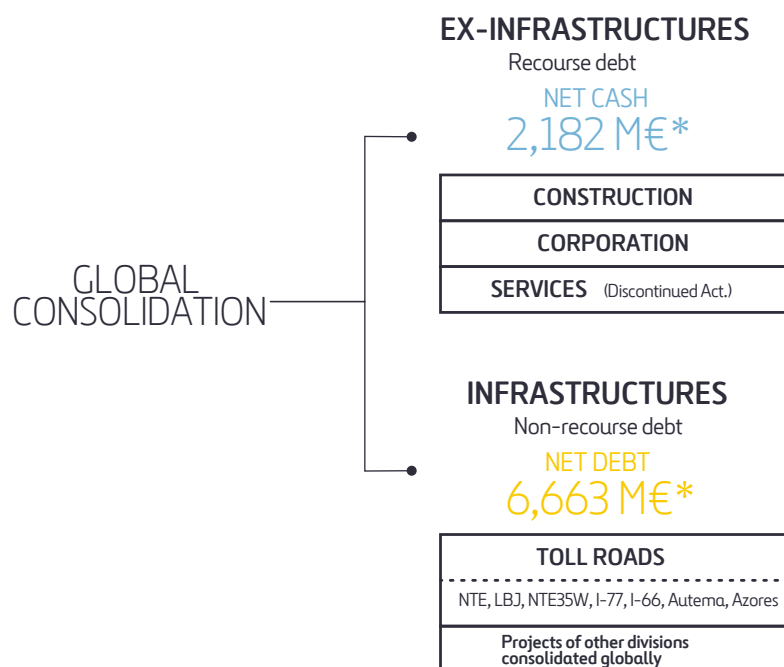 EX-INFRASTRUCTURES
Recourse debt
NET CASH
2,182 M€*
CONSTRUCTION
CORPORATION
SERVICES (Discontinued Act.)
GLOBAL
CONSOLIDATION
INFRASTRUCTURES
Non-recourse debt
NET DEBT
6,663 M€*
TOLL ROADS
NTE, LBJ, NTE35W, I-77, I-66, Autema, Azores
Projects of other divisions
consolidated globally